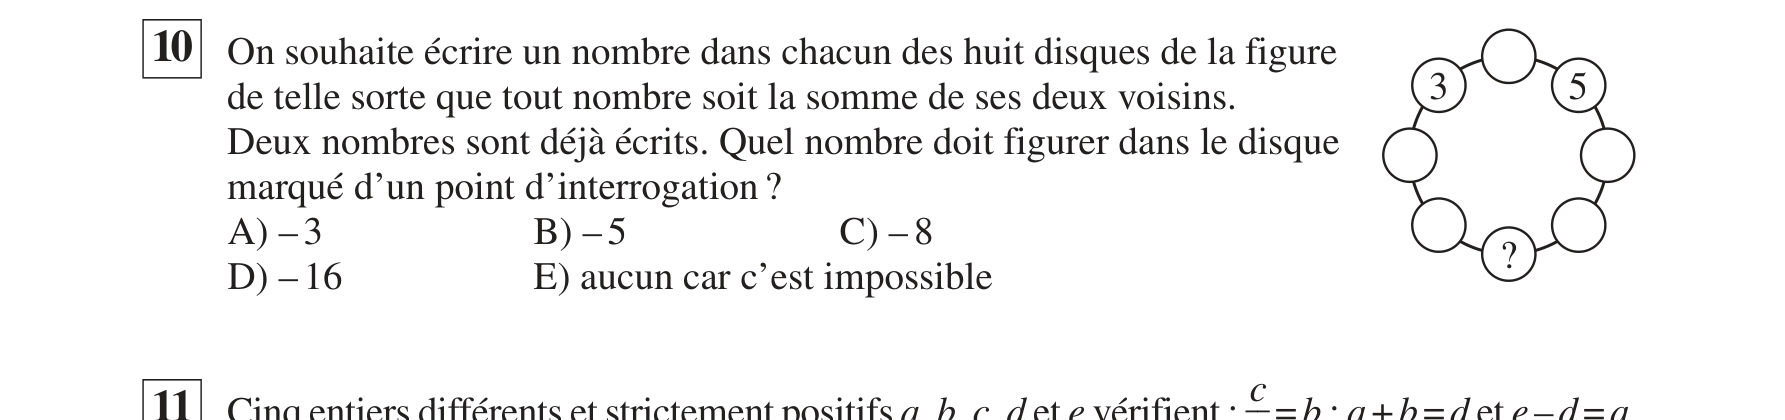 10 On souhaite écrire un nombre dans chacun des huit disques de la figure
de telle sorte que tout nombre soit la somme de ses deux voisins.
Deux nombres sont déjà écrits. Quel nombre doit figurer dans le disque
marqué d’un point d’interrogation ?
A) – 3 B) – 5 C) – 8
D) – 16 E) aucun car c’est impossible
3 5
?
11 Cinq entiers différents et strictement positifs a, b, c, d et e vérifient : c/ = b ; a + b = d et e – d = a